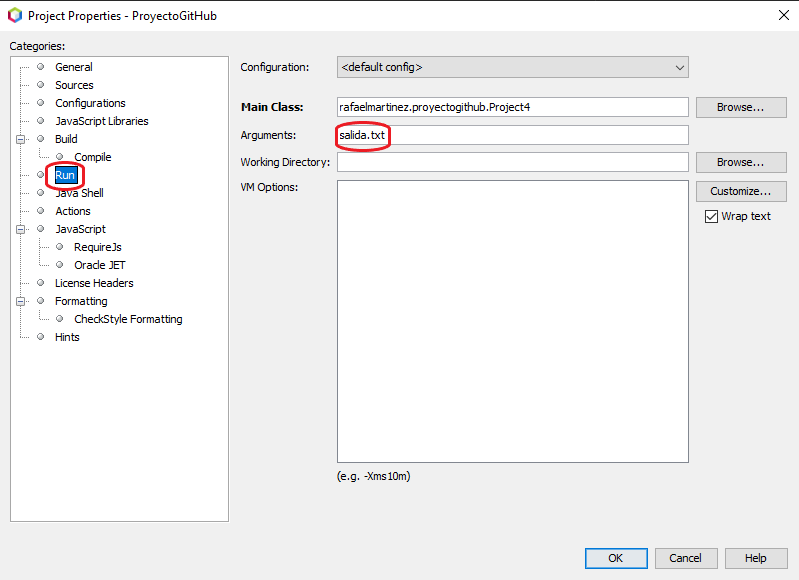 Project Properties - ProyectoGitHub
Categories:
General
Sources
Configurations
JavaScript Libraries
Build
Compile
Run
Java Shell
Actions
JavaScript
RequireJs
Oracle JET
License Headers
Formatting
CheckStyle Formatting
Hints
Configuration: <default config>
Main Class: rafaelmartinez.proyectogithub.Project4 Browse...
Arguments: salida.txt
Working Directory: Browse...
VM Options: Customize...
Wrap text
(e.g. -Xms10m)
OK Cancel Help